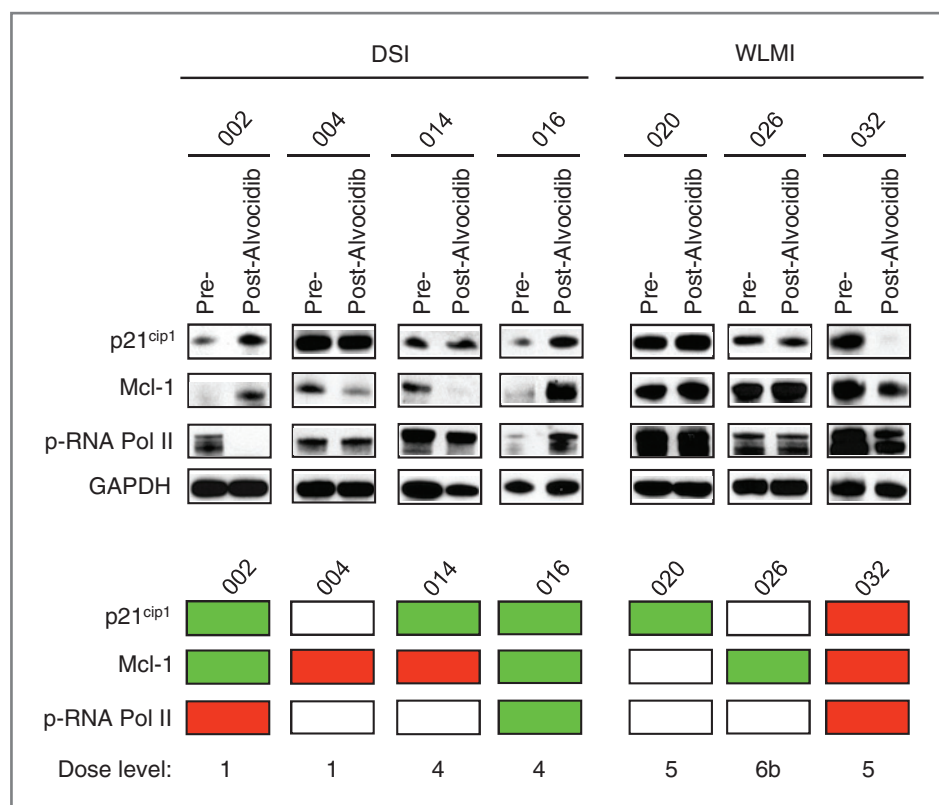 DSI WLMI
002 004 014 016 020 026 032
Pre- Post-Alvocidib Pre- Post-Alvocidib Pre- Post-Alvocidib Pre- Post-Alvocidib Pre- Post-Alvocidib Pre- Post-Alvocidib Pre- Post-Alvocidib
p21cip1
Mcl-1
p-RNA Pol II
GAPDH
002 004 014 016 020 026 032
p21cip1
Mcl-1
p-RNA Pol II
Dose level: 1 1 4 4 5 6b 5